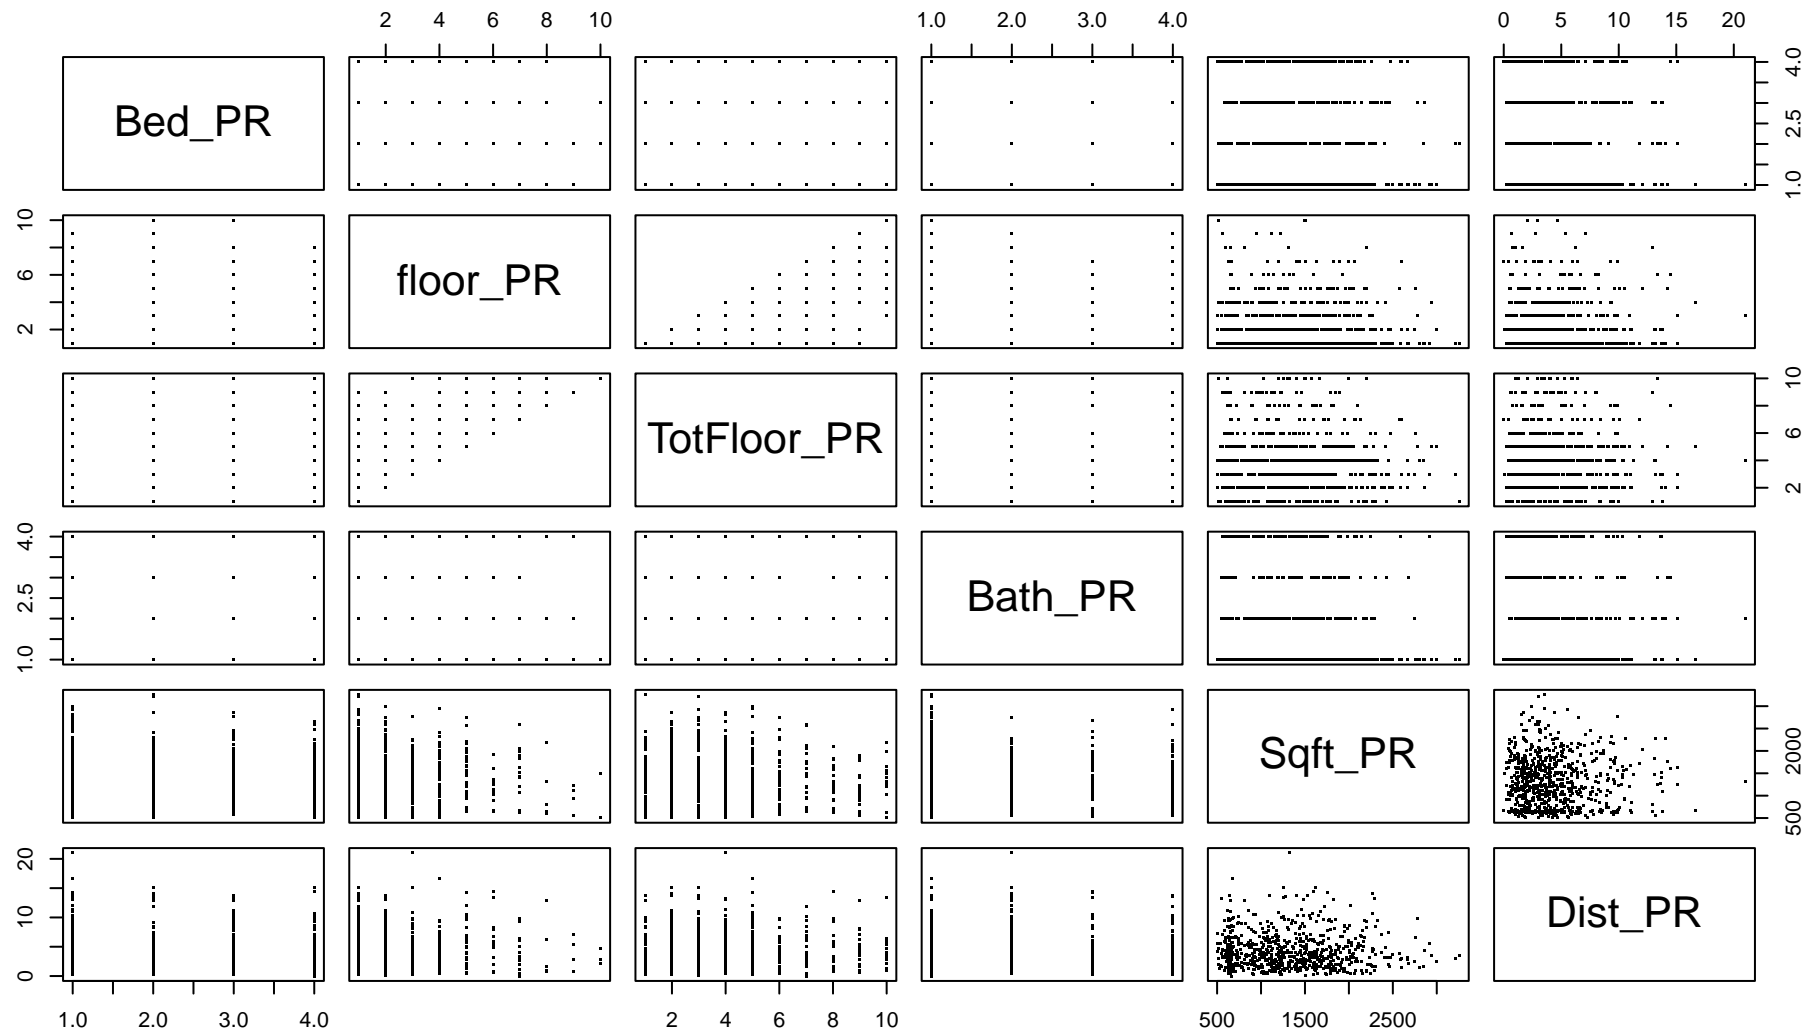 2 4 6 8 10 1.0 2.0 3.0 4.0 0 5 10 15 20
Bed_PR 1.0 2.5 4.0
2 6 10 floor_PR
TotFloor_PR 2 6 10
1.0 2.5 4.0 Bath_PR
Sqft_PR 500 2000
0 10 20 Dist_PR
1.0 2.0 3.0 4.0 2 4 6 8 10 500 1500 2500